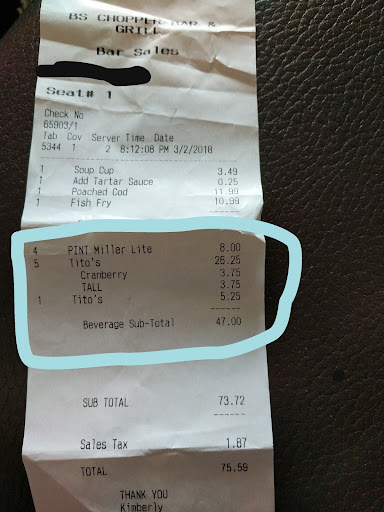 BS CHOPPER BAR &
GRILL
Bar Sales
Seat# 1
Check No
65903/1
Tab Cov Server Time Date
5344 1 2 8:12:08 PM 3/2/2018
------
1 Soup Cup 3.49
1 Add Tartar Sauce 0.25
1 Poached Cod 11.99
1 Fish Fry 10.99
4 PINT Miller Lite 8.00
5 Tito's 26.25
Cranberry 3.75
TALL 3.75
1 Tito's 5.25
------
Beverage Sub-Total 47.00
SUB TOTAL 73.72
------
Sales Tax 1.87
TOTAL 75.59
THANK YOU
Kimberly